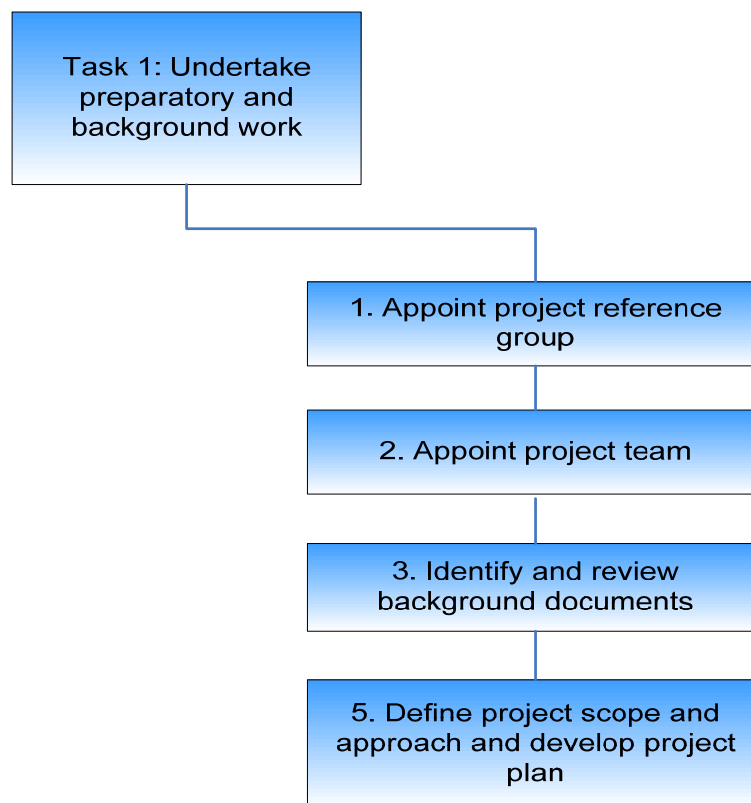 Task 1: Undertake
preparatory and
background work
1. Appoint project reference
group
2. Appoint project team
3. Identify and review
background documents
5. Define project scope and
approach and develop project
plan